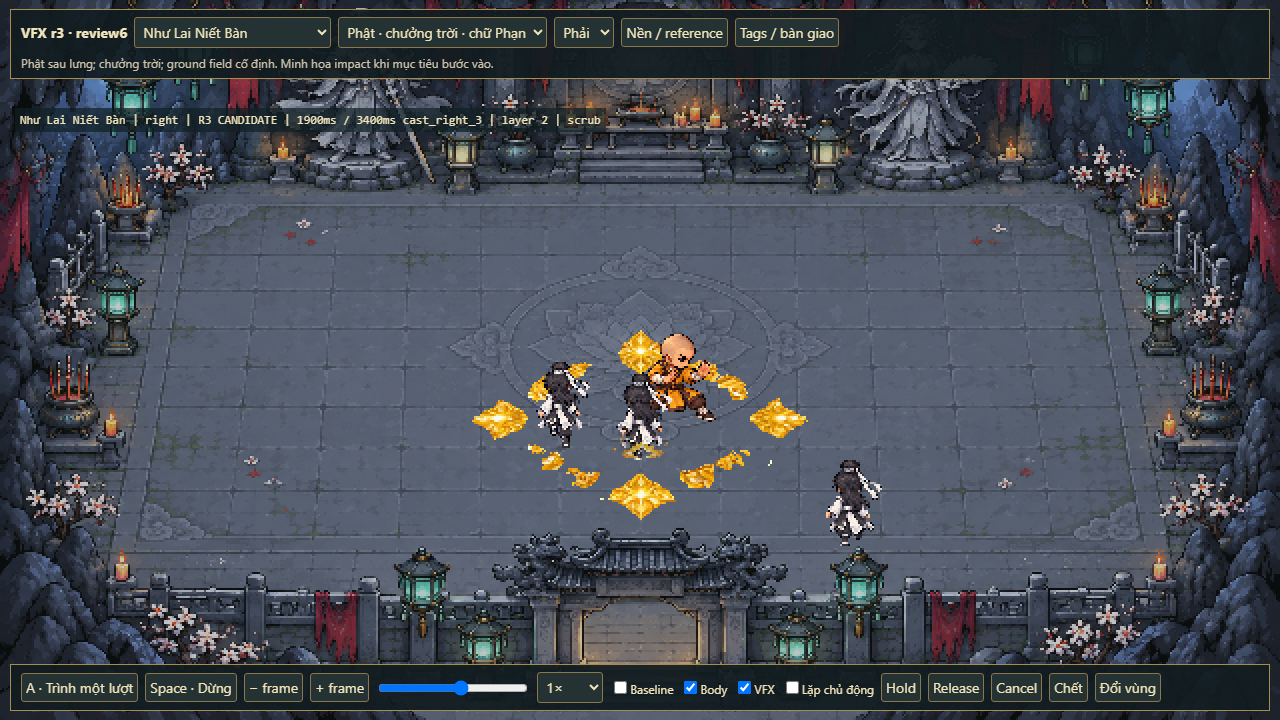 VFX r3 · review6 Như Lai Niết Bàn Phật · chưởng trời · chữ Phạn Phải Nền / reference Tags / bàn giao
Phật sau lưng; chưởng trời; ground field cố định. Minh họa impact khi mục tiêu bước vào.
Như Lai Niết Bàn | right | R3 CANDIDATE | 1900ms / 3400ms cast_right_3 | layer 2 | scrub
A · Trình một lượt Space · Dừng − frame + frame 1× Baseline Body VFX Lặp chủ động Hold Release Cancel Chết Đổi vùng